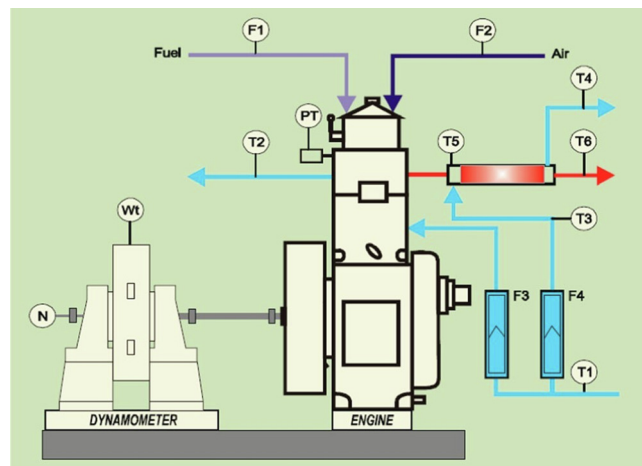 F1
F2
Fuel
Air
T4
PT
T2
T5
T6
Wt
T3
F3
F4
N
T1
DYNAMOMETER
ENGINE